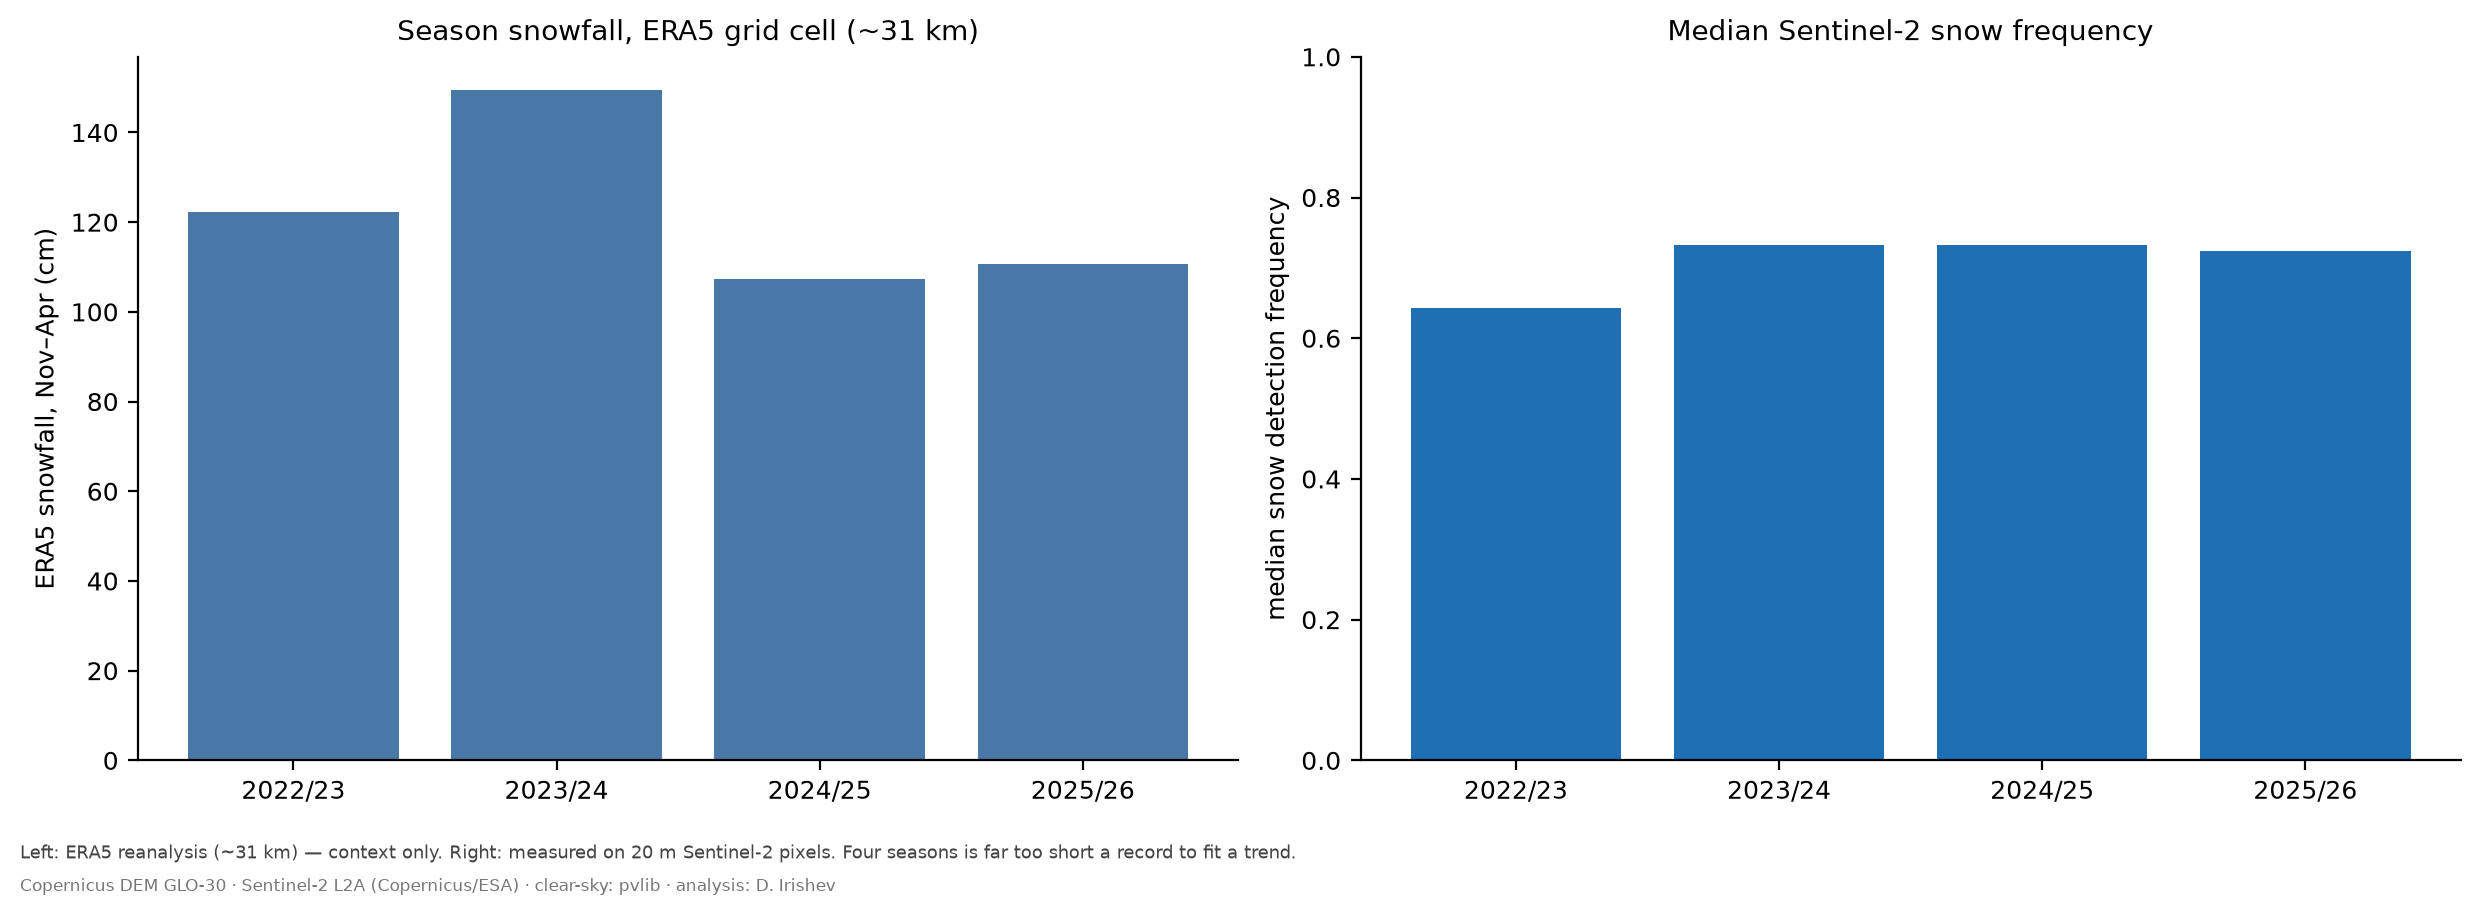 Season snowfall, ERA5 grid cell (~31 km)
ERA5 snowfall, Nov–Apr (cm)
140
120
100
80
60
40
20
0
2022/23 2023/24 2024/25 2025/26
Median Sentinel-2 snow frequency
median snow detection frequency
1.0
0.8
0.6
0.4
0.2
0.0
2022/23 2023/24 2024/25 2025/26
Left: ERA5 reanalysis (~31 km) — context only. Right: measured on 20 m Sentinel-2 pixels. Four seasons is far too short a record to fit a trend.
Copernicus DEM GLO-30 · Sentinel-2 L2A (Copernicus/ESA) · clear-sky: pvlib · analysis: D. Irishev